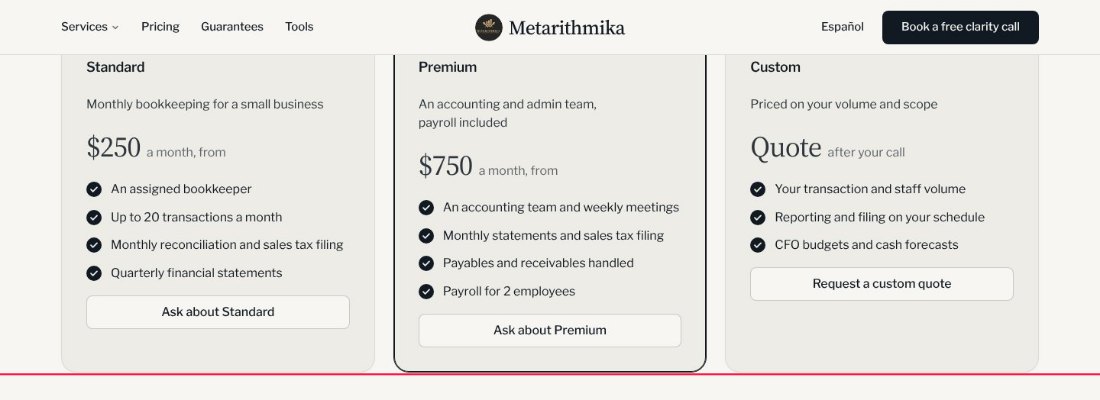 Services
Pricing
Guarantees
Tools
Metarithmika
Español
Book a free clarity call
Standard
Monthly bookkeeping for a small business
$250 a month, from
An assigned bookkeeper
Up to 20 transactions a month
Monthly reconciliation and sales tax filing
Quarterly financial statements
Ask about Standard
Premium
An accounting and admin team,
payroll included
$750 a month, from
An accounting team and weekly meetings
Monthly statements and sales tax filing
Payables and receivables handled
Payroll for 2 employees
Ask about Premium
Custom
Priced on your volume and scope
Quote after your call
Your transaction and staff volume
Reporting and filing on your schedule
CFO budgets and cash forecasts
Request a custom quote